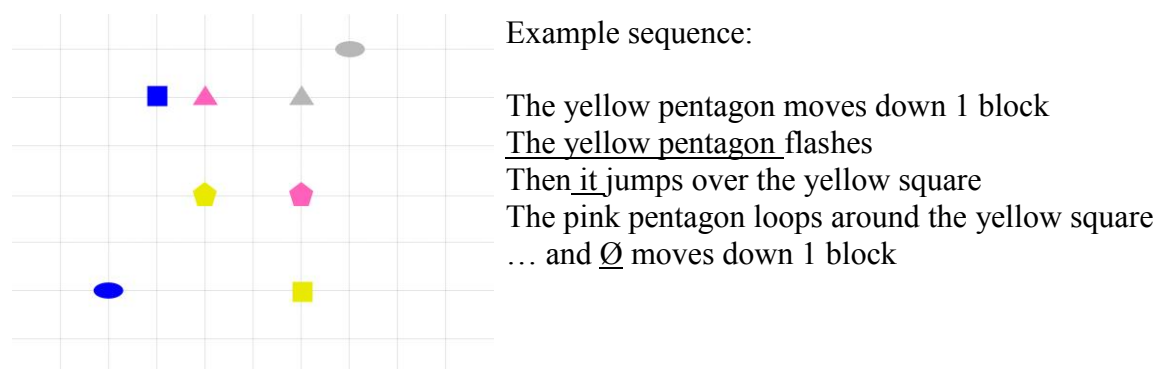 Example sequence:
The yellow pentagon moves down 1 block
The yellow pentagon flashes
Then it jumps over the yellow square
The pink pentagon loops around the yellow square
… and Ø moves down 1 block